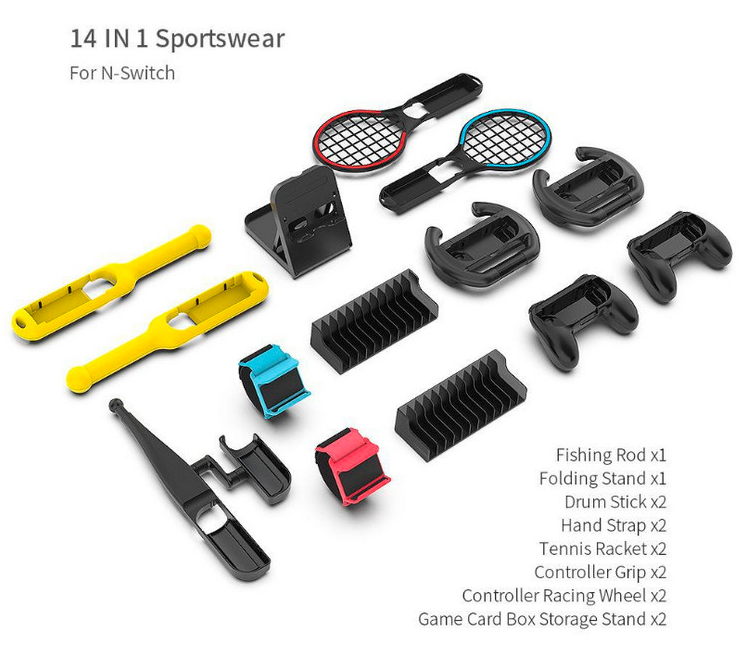 14 IN 1 Sportswear
For N-Switch
Fishing Rod x1
Folding Stand x1
Drum Stick x2
Hand Strap x2
Tennis Racket x2
Controller Grip x2
Controller Racing Wheel x2
Game Card Box Storage Stand x2